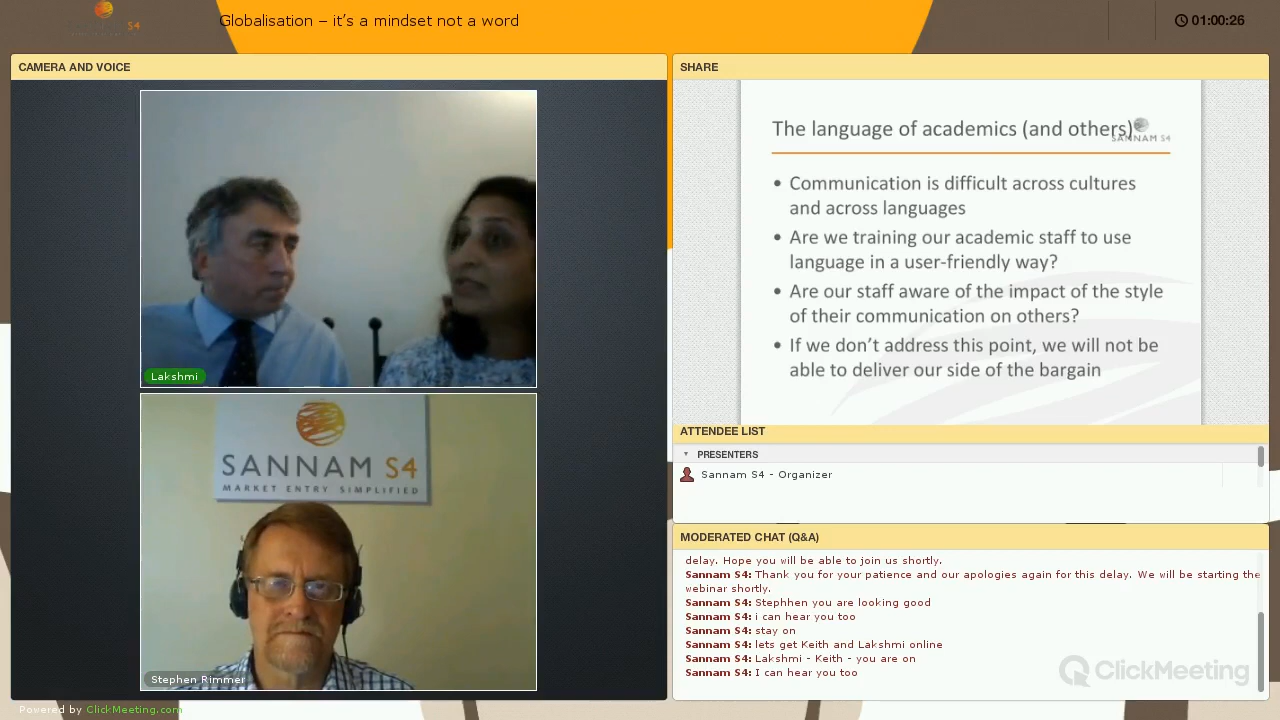 S4
Globalisation – it's a mindset not a word
01:00:26
CAMERA AND VOICE
SHARE
Lakshmi
SANNAM S4
MARKET ENTRY SIMPLIFIED
Stephen Rimmer
The language of academics (and others)
SANNAM S4
• Communication is difficult across cultures
and across languages
• Are we training our academic staff to use
language in a user-friendly way?
• Are our staff aware of the impact of the style
of their communication on others?
• If we don't address this point, we will not be
able to deliver our side of the bargain
ATTENDEE LIST
PRESENTERS
Sannam S4 - Organizer
MODERATED CHAT (Q&A)
delay. Hope you will be able to join us shortly.
Sannam S4: Thank you for your patience and our apologies again for this delay. We will be starting the
webinar shortly.
Sannam S4: Stephhen you are looking good
Sannam S4: i can hear you too
Sannam S4: stay on
Sannam S4: lets get Keith and Lakshmi online
Sannam S4: Lakshmi - Keith - you are on
Sannam S4: I can hear you too
ClickMeeting
Powered by ClickMeeting.com